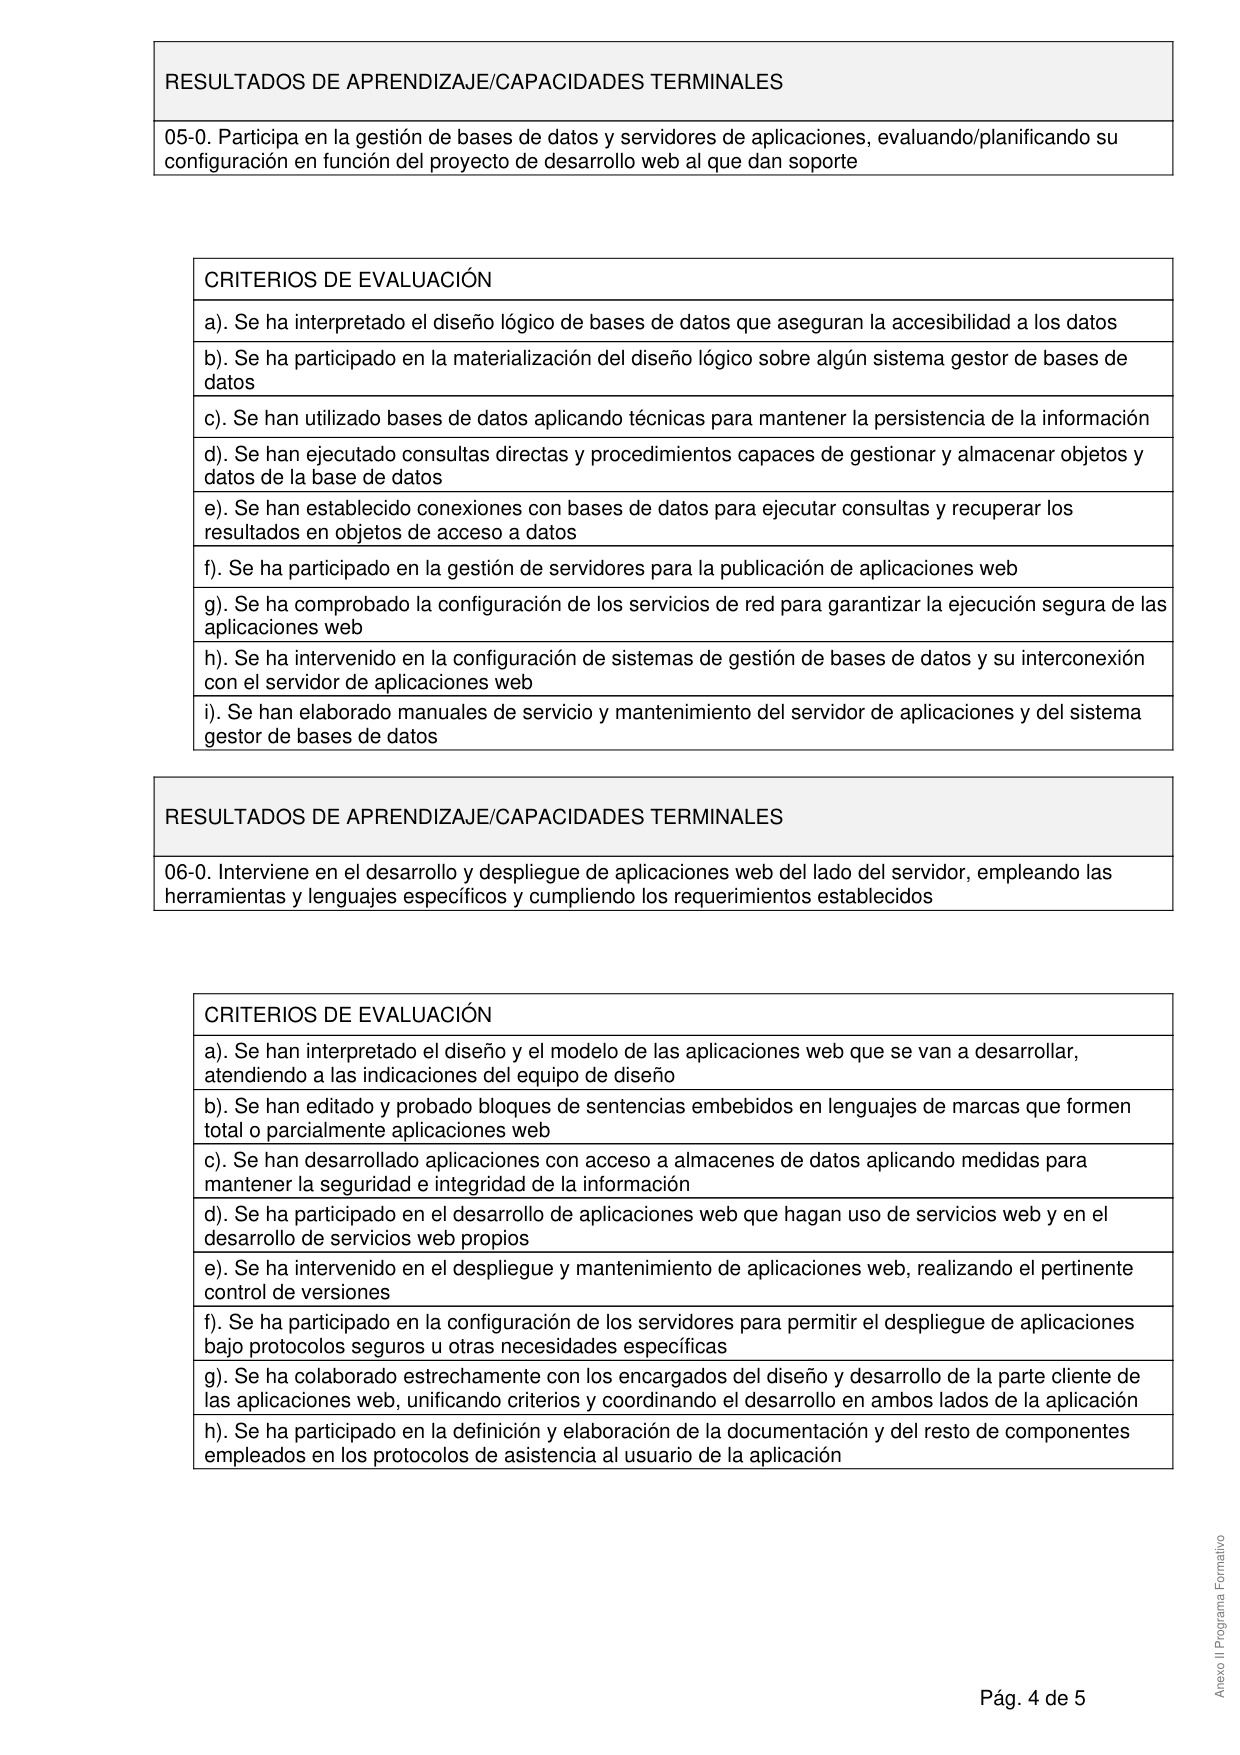 RESULTADOS DE APRENDIZAJE/CAPACIDADES TERMINALES
05-0. Participa en la gestión de bases de datos y servidores de aplicaciones, evaluando/planificando su
configuración en función del proyecto de desarrollo web al que dan soporte
CRITERIOS DE EVALUACIÓN
a). Se ha interpretado el diseño lógico de bases de datos que aseguran la accesibilidad a los datos
b). Se ha participado en la materialización del diseño lógico sobre algún sistema gestor de bases de
datos
c). Se han utilizado bases de datos aplicando técnicas para mantener la persistencia de la información
d). Se han ejecutado consultas directas y procedimientos capaces de gestionar y almacenar objetos y
datos de la base de datos
e). Se han establecido conexiones con bases de datos para ejecutar consultas y recuperar los
resultados en objetos de acceso a datos
f). Se ha participado en la gestión de servidores para la publicación de aplicaciones web
g). Se ha comprobado la configuración de los servicios de red para garantizar la ejecución segura de las
aplicaciones web
h). Se ha intervenido en la configuración de sistemas de gestión de bases de datos y su interconexión
con el servidor de aplicaciones web
i). Se han elaborado manuales de servicio y mantenimiento del servidor de aplicaciones y del sistema
gestor de bases de datos
RESULTADOS DE APRENDIZAJE/CAPACIDADES TERMINALES
06-0. Interviene en el desarrollo y despliegue de aplicaciones web del lado del servidor, empleando las
herramientas y lenguajes específicos y cumpliendo los requerimientos establecidos
CRITERIOS DE EVALUACIÓN
a). Se han interpretado el diseño y el modelo de las aplicaciones web que se van a desarrollar,
atendiendo a las indicaciones del equipo de diseño
b). Se han editado y probado bloques de sentencias embebidos en lenguajes de marcas que formen
total o parcialmente aplicaciones web
c). Se han desarrollado aplicaciones con acceso a almacenes de datos aplicando medidas para
mantener la seguridad e integridad de la información
d). Se ha participado en el desarrollo de aplicaciones web que hagan uso de servicios web y en el
desarrollo de servicios web propios
e). Se ha intervenido en el despliegue y mantenimiento de aplicaciones web, realizando el pertinente
control de versiones
f). Se ha participado en la configuración de los servidores para permitir el despliegue de aplicaciones
bajo protocolos seguros u otras necesidades específicas
g). Se ha colaborado estrechamente con los encargados del diseño y desarrollo de la parte cliente de
las aplicaciones web, unificando criterios y coordinando el desarrollo en ambos lados de la aplicación
h). Se ha participado en la definición y elaboración de la documentación y del resto de componentes
empleados en los protocolos de asistencia al usuario de la aplicación
Anexo II Programa Formativo
Pág. 4 de 5